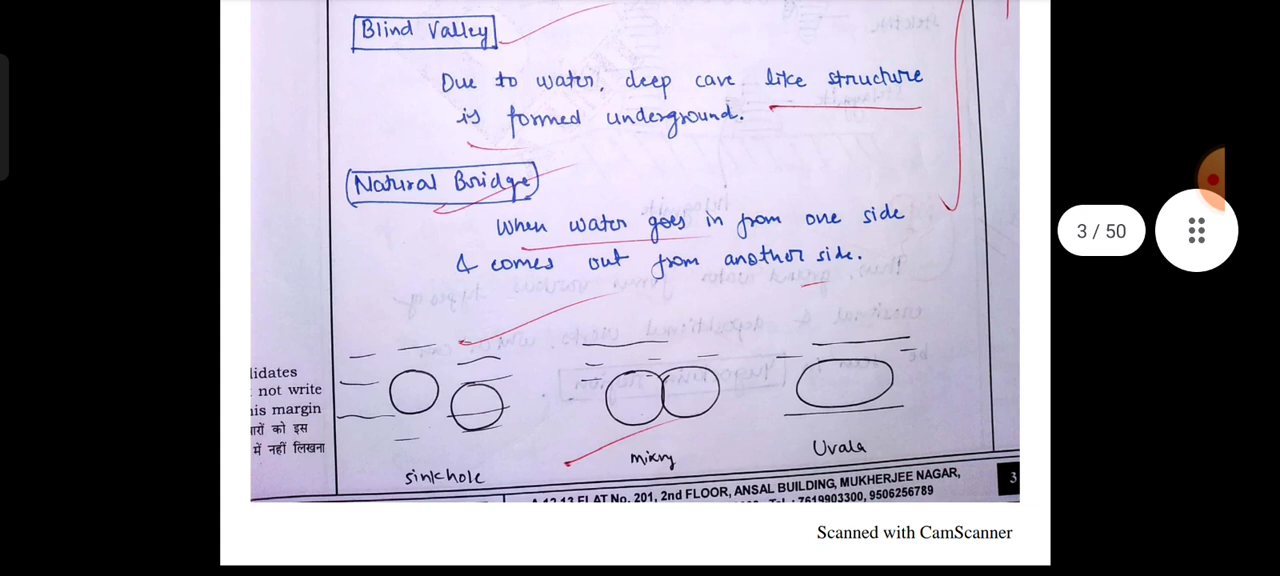 Blind Valley
Due to water, deep cave like structure
is formed underground.
Natural Bridge
When water goes in from one side
& comes out from another side.
lidates
not write
is margin
ारों को इस
में नहीं लिखना
sinkhole
Uvala
FLAT No. 201, 2nd FLOOR, ANSAL BUILDING, MUKHERJEE NAGAR,
7619903300, 9506256789
3
Scanned with CamScanner
3 / 50